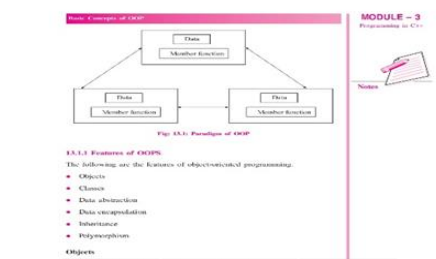 Basic Concepts of OOP
MODULE – 3
Programming in C++
Notes
Data
Member function
Data
Member function
Data
Member function
Fig: 13.1: Paradigm of OOP
13.1.1 Features of OOPS
The following are the features of object-oriented programming.
• Objects
• Classes
• Data abstraction
• Data encapsulation
• Inheritance
• Polymorphism
Objects